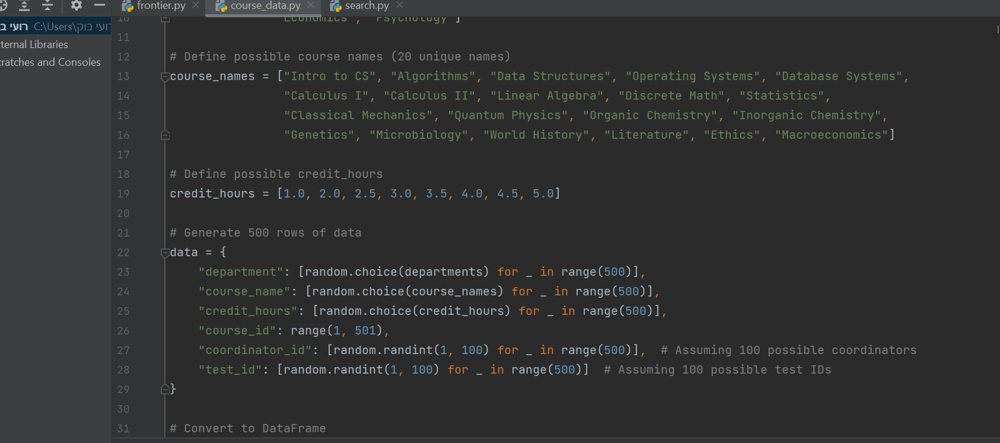 frontier.py
course_data.py
search.py
רועי ב C:\Users\רועי בוק
ternal Libraries
ratches and Consoles
10 "Economics", "Psychology"]
11
12 # Define possible course names (20 unique names)
13 course_names = ["Intro to CS", "Algorithms", "Data Structures", "Operating Systems", "Database Systems",
14 "Calculus I", "Calculus II", "Linear Algebra", "Discrete Math", "Statistics",
15 "Classical Mechanics", "Quantum Physics", "Organic Chemistry", "Inorganic Chemistry",
16 "Genetics", "Microbiology", "World History", "Literature", "Ethics", "Macroeconomics"]
17
18 # Define possible credit_hours
19 credit_hours = [1.0, 2.0, 2.5, 3.0, 3.5, 4.0, 4.5, 5.0]
20
21 # Generate 500 rows of data
22 data = {
23 "department": [random.choice(departments) for _ in range(500)],
24 "course_name": [random.choice(course_names) for _ in range(500)],
25 "credit_hours": [random.choice(credit_hours) for _ in range(500)],
26 "course_id": range(1, 501),
27 "coordinator_id": [random.randint(1, 100) for _ in range(500)], # Assuming 100 possible coordinators
28 "test_id": [random.randint(1, 100) for _ in range(500)] # Assuming 100 possible test IDs
29 }
30
31 # Convert to DataFrame